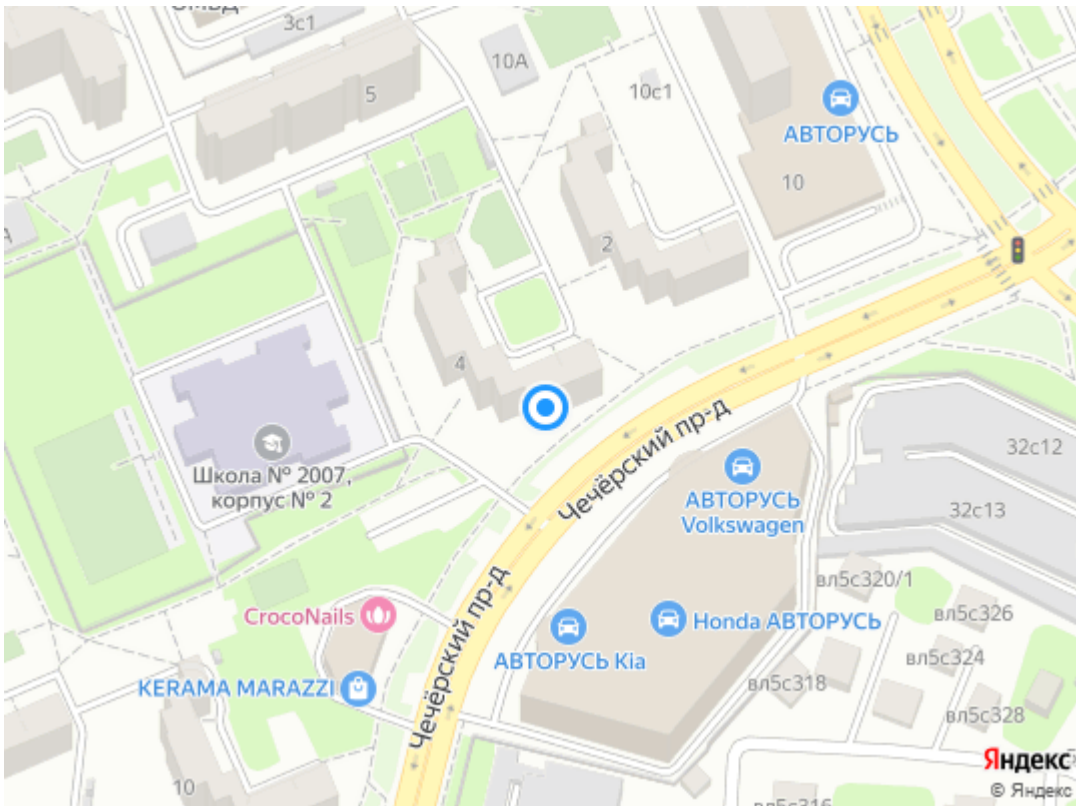 3с1
10А
5
10с1
АВТОРУСЬ
10
2
4
Школа № 2007,
корпус № 2
Чечёрский пр-д
АВТОРУСЬ
Volkswagen
32с12
32с13
вл5с320/1
CrocoNails
Чечёрский пр-д
АВТОРУСЬ Kia
Honda АВТОРУСЬ
вл5с326
вл5с324
вл5с318
KERAMA MARAZZI
вл5с328
10
Яндекс
© Яндекс